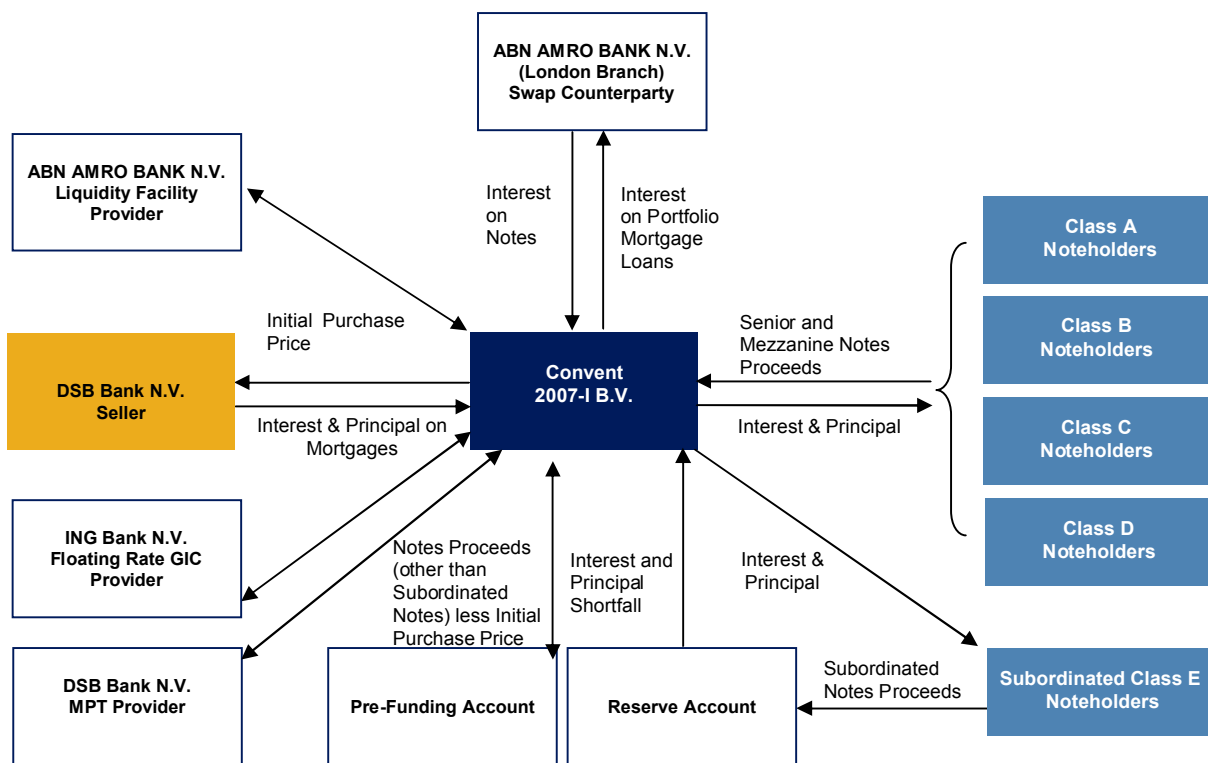 ABN AMRO BANK N.V.
(London Branch)
Swap Counterparty
ABN AMRO BANK N.V.
Liquidity Facility
Provider
Interest
on
Notes
Interest
on Portfolio
Mortgage
Loans
Class A
Noteholders
Initial Purchase
Price
Senior and
Mezzanine Notes
Proceeds
Class B
Noteholders
DSB Bank N.V.
Seller
Convent
2007-I B.V.
Interest & Principal on
Mortgages
Interest & Principal
Class C
Noteholders
ING Bank N.V.
Floating Rate GIC
Provider
Notes Proceeds
(other than
Subordinated
Notes) less Initial
Purchase Price
Interest and
Principal
Shortfall
Interest &
Principal
Class D
Noteholders
DSB Bank N.V.
MPT Provider
Pre-Funding Account
Reserve Account
Subordinated
Notes Proceeds
Subordinated Class E
Noteholders